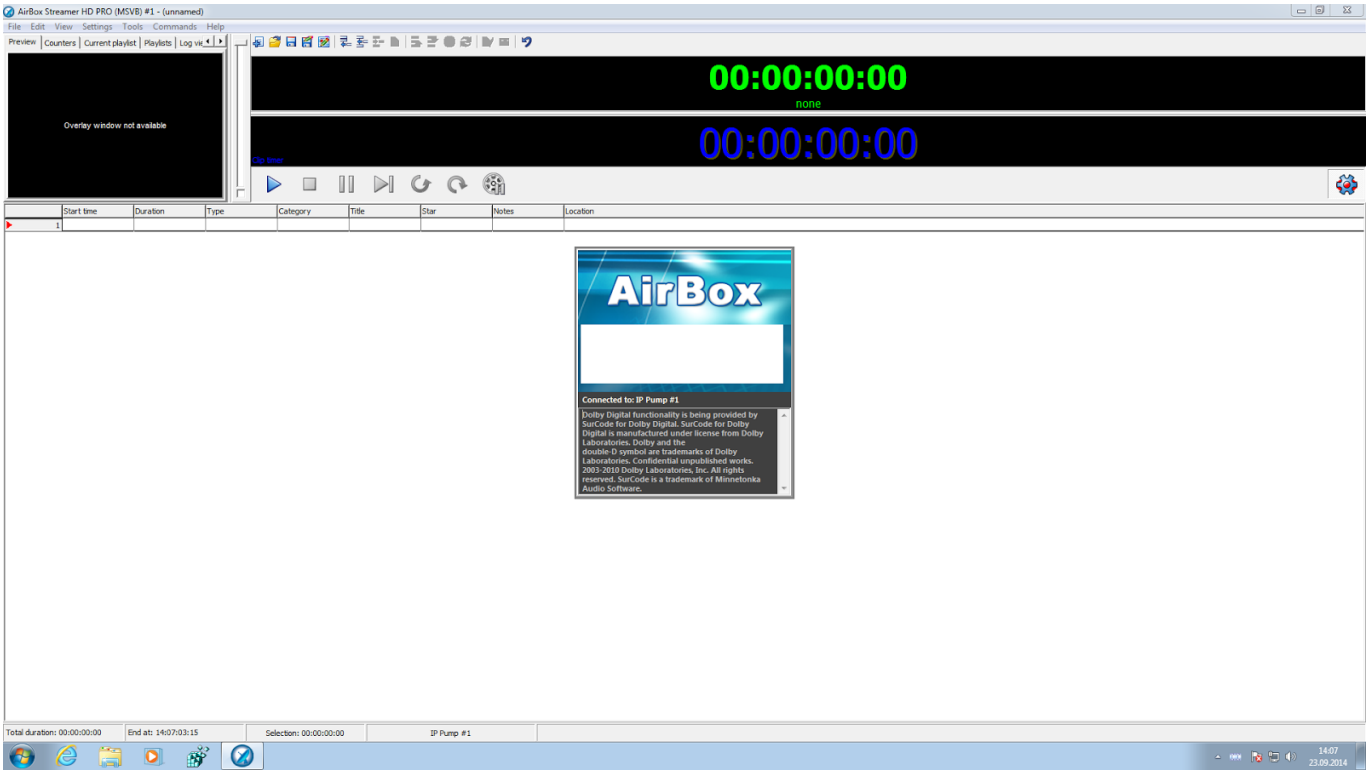 AirBox Streamer HD PRO (MSVB) #1 - (unnamed)
File Edit View Settings Tools Commands Help
Preview Counters Current playlist Playlists Log vie
Overlay window not available
00:00:00:00
none
00:00:00:00
Clip timer
Start time Duration Type Category Title Star Notes Location
1
AirBox
Connected to: IP Pump #1
Dolby Digital functionality is being provided by
SurCode for Dolby Digital. SurCode for Dolby
Digital is manufactured under license from Dolby
Laboratories. Dolby and the
double-D symbol are trademarks of Dolby
Laboratories. Confidential unpublished works.
2003-2010 Dolby Laboratories, Inc. All rights
reserved. SurCode is a trademark of Minnetonka
Audio Software.
Total duration: 00:00:00:00 End at: 14:07:03:15 Selection: 00:00:00:00 IP Pump #1
14:07
23.09.2014